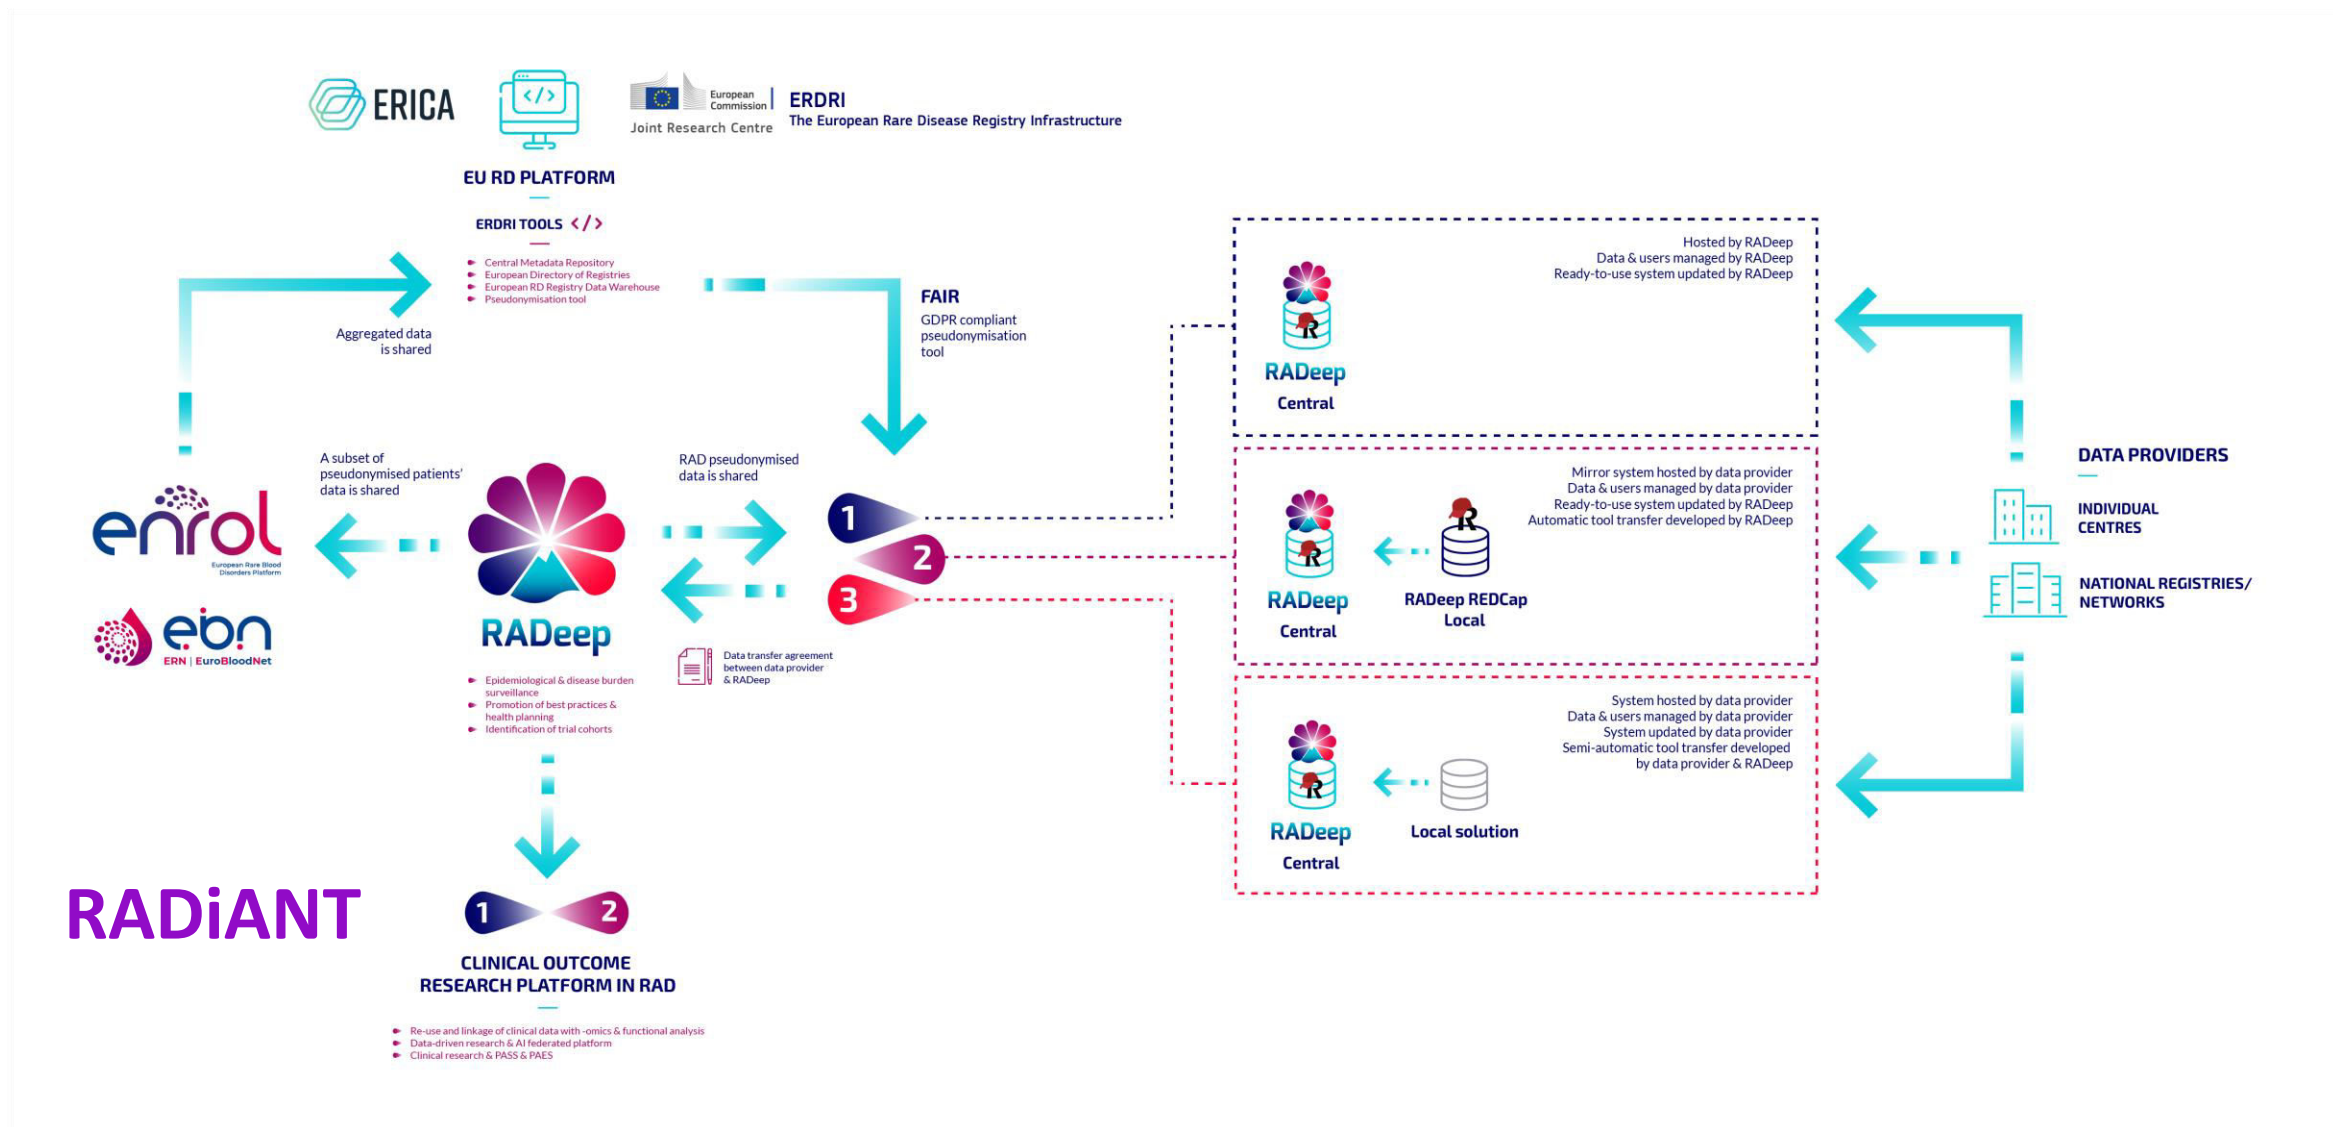 ERICA
</>
European
Commission
Joint Research Centre
ERDRI
The European Rare Disease Registry Infrastructure
EU RD PLATFORM
ERDRI TOOLS </>
Central Metadata Repository
European Directory of Registries
European RD Registry Data Warehouse
Pseudonymisation tool
Aggregated data
is shared
FAIR
GDPR compliant
pseudonymisation
tool
A subset of
pseudonymised patients'
data is shared
RAD pseudonymised
data is shared
enrol
European Rare Blood
Disorders Platform
ebn
ERN | EuroBloodNet
RADeep
Epidemiological & disease burden
surveillance
Promotion of best practices &
health planning
Identification of trial cohorts
Data transfer agreement
between data provider
& RADeep
1
2
3
RADiANT
1
2
CLINICAL OUTCOME
RESEARCH PLATFORM IN RAD
Re-use and linkage of clinical data with -omics & functional analysis
Data-driven research & AI federated platform
Clinical research & PASS & PAES
Hosted by RADeep
Data & users managed by RADeep
Ready-to-use system updated by RADeep
R
RADeep
Central
Mirror system hosted by data provider
Data & users managed by data provider
Ready-to-use system updated by RADeep
Automatic tool transfer developed by RADeep
R
RADeep
Central
R
RADeep REDCap
Local
System hosted by data provider
Data & users managed by data provider
System updated by data provider
Semi-automatic tool transfer developed
by data provider & RADeep
R
RADeep
Central
Local solution
DATA PROVIDERS
INDIVIDUAL
CENTRES
NATIONAL REGISTRIES/
NETWORKS